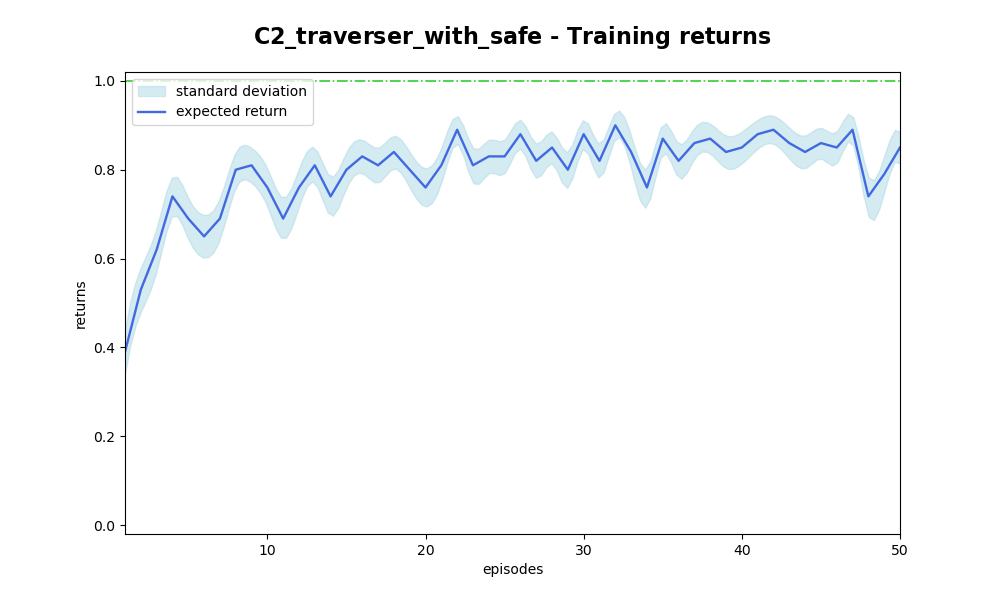 C2_traverser_with_safe - Training returns
standard deviation
expected return
1.0
0.8
0.6
0.4
0.2
0.0
returns
10
20
30
40
50
episodes